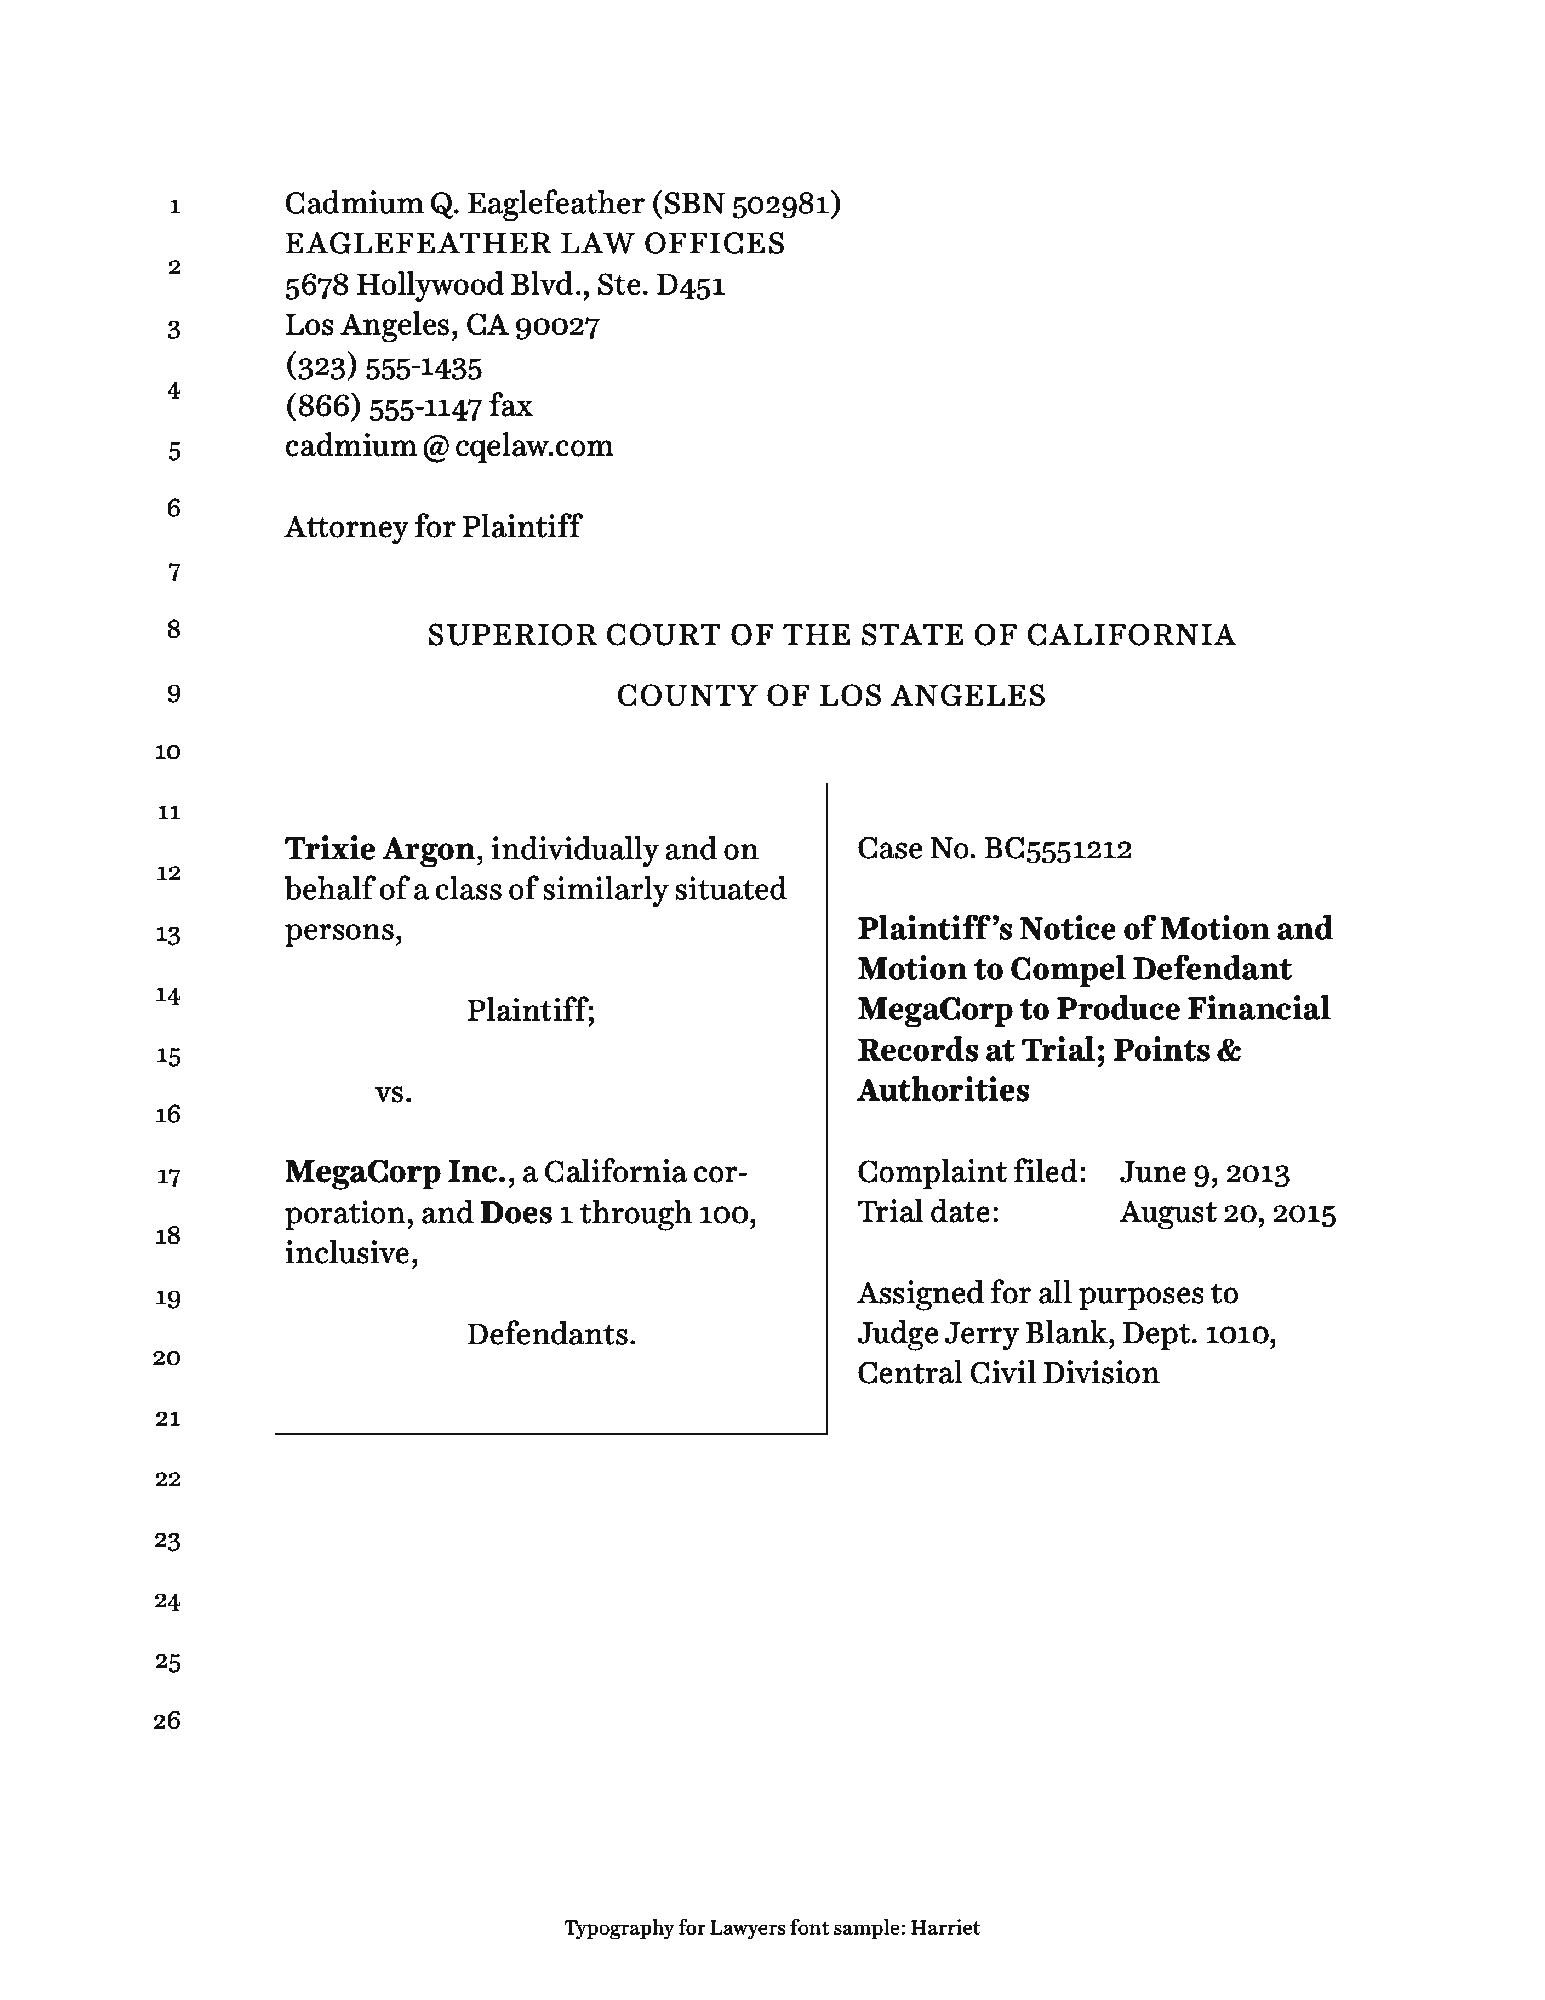 1
2
3
4
5
6
7
8
9
10
11
12
13
14
15
16
17
18
19
20
21
22
23
24
25
26
Cadmium Q. Eaglefeather (SBN 502981)
EAGLEFEATHER LAW OFFICES
5678 Hollywood Blvd., Ste. D451
Los Angeles, CA 90027
(323) 555-1435
(866) 555-1147 fax
cadmium @ cqelaw.com
Attorney for Plaintiff
SUPERIOR COURT OF THE STATE OF CALIFORNIA
COUNTY OF LOS ANGELES
Trixie Argon, individually and on
behalf of a class of similarly situated
persons,
Plaintiff;
vs.
MegaCorp Inc., a California cor-
poration, and Does 1 through 100,
inclusive,
Defendants.
Case No. BC5551212
Plaintiff’s Notice of Motion and
Motion to Compel Defendant
MegaCorp to Produce Financial
Records at Trial; Points &
Authorities
Complaint filed: June 9, 2013
Trial date: August 20, 2015
Assigned for all purposes to
Judge Jerry Blank, Dept. 1010,
Central Civil Division
Typography for Lawyers font sample: Harriet